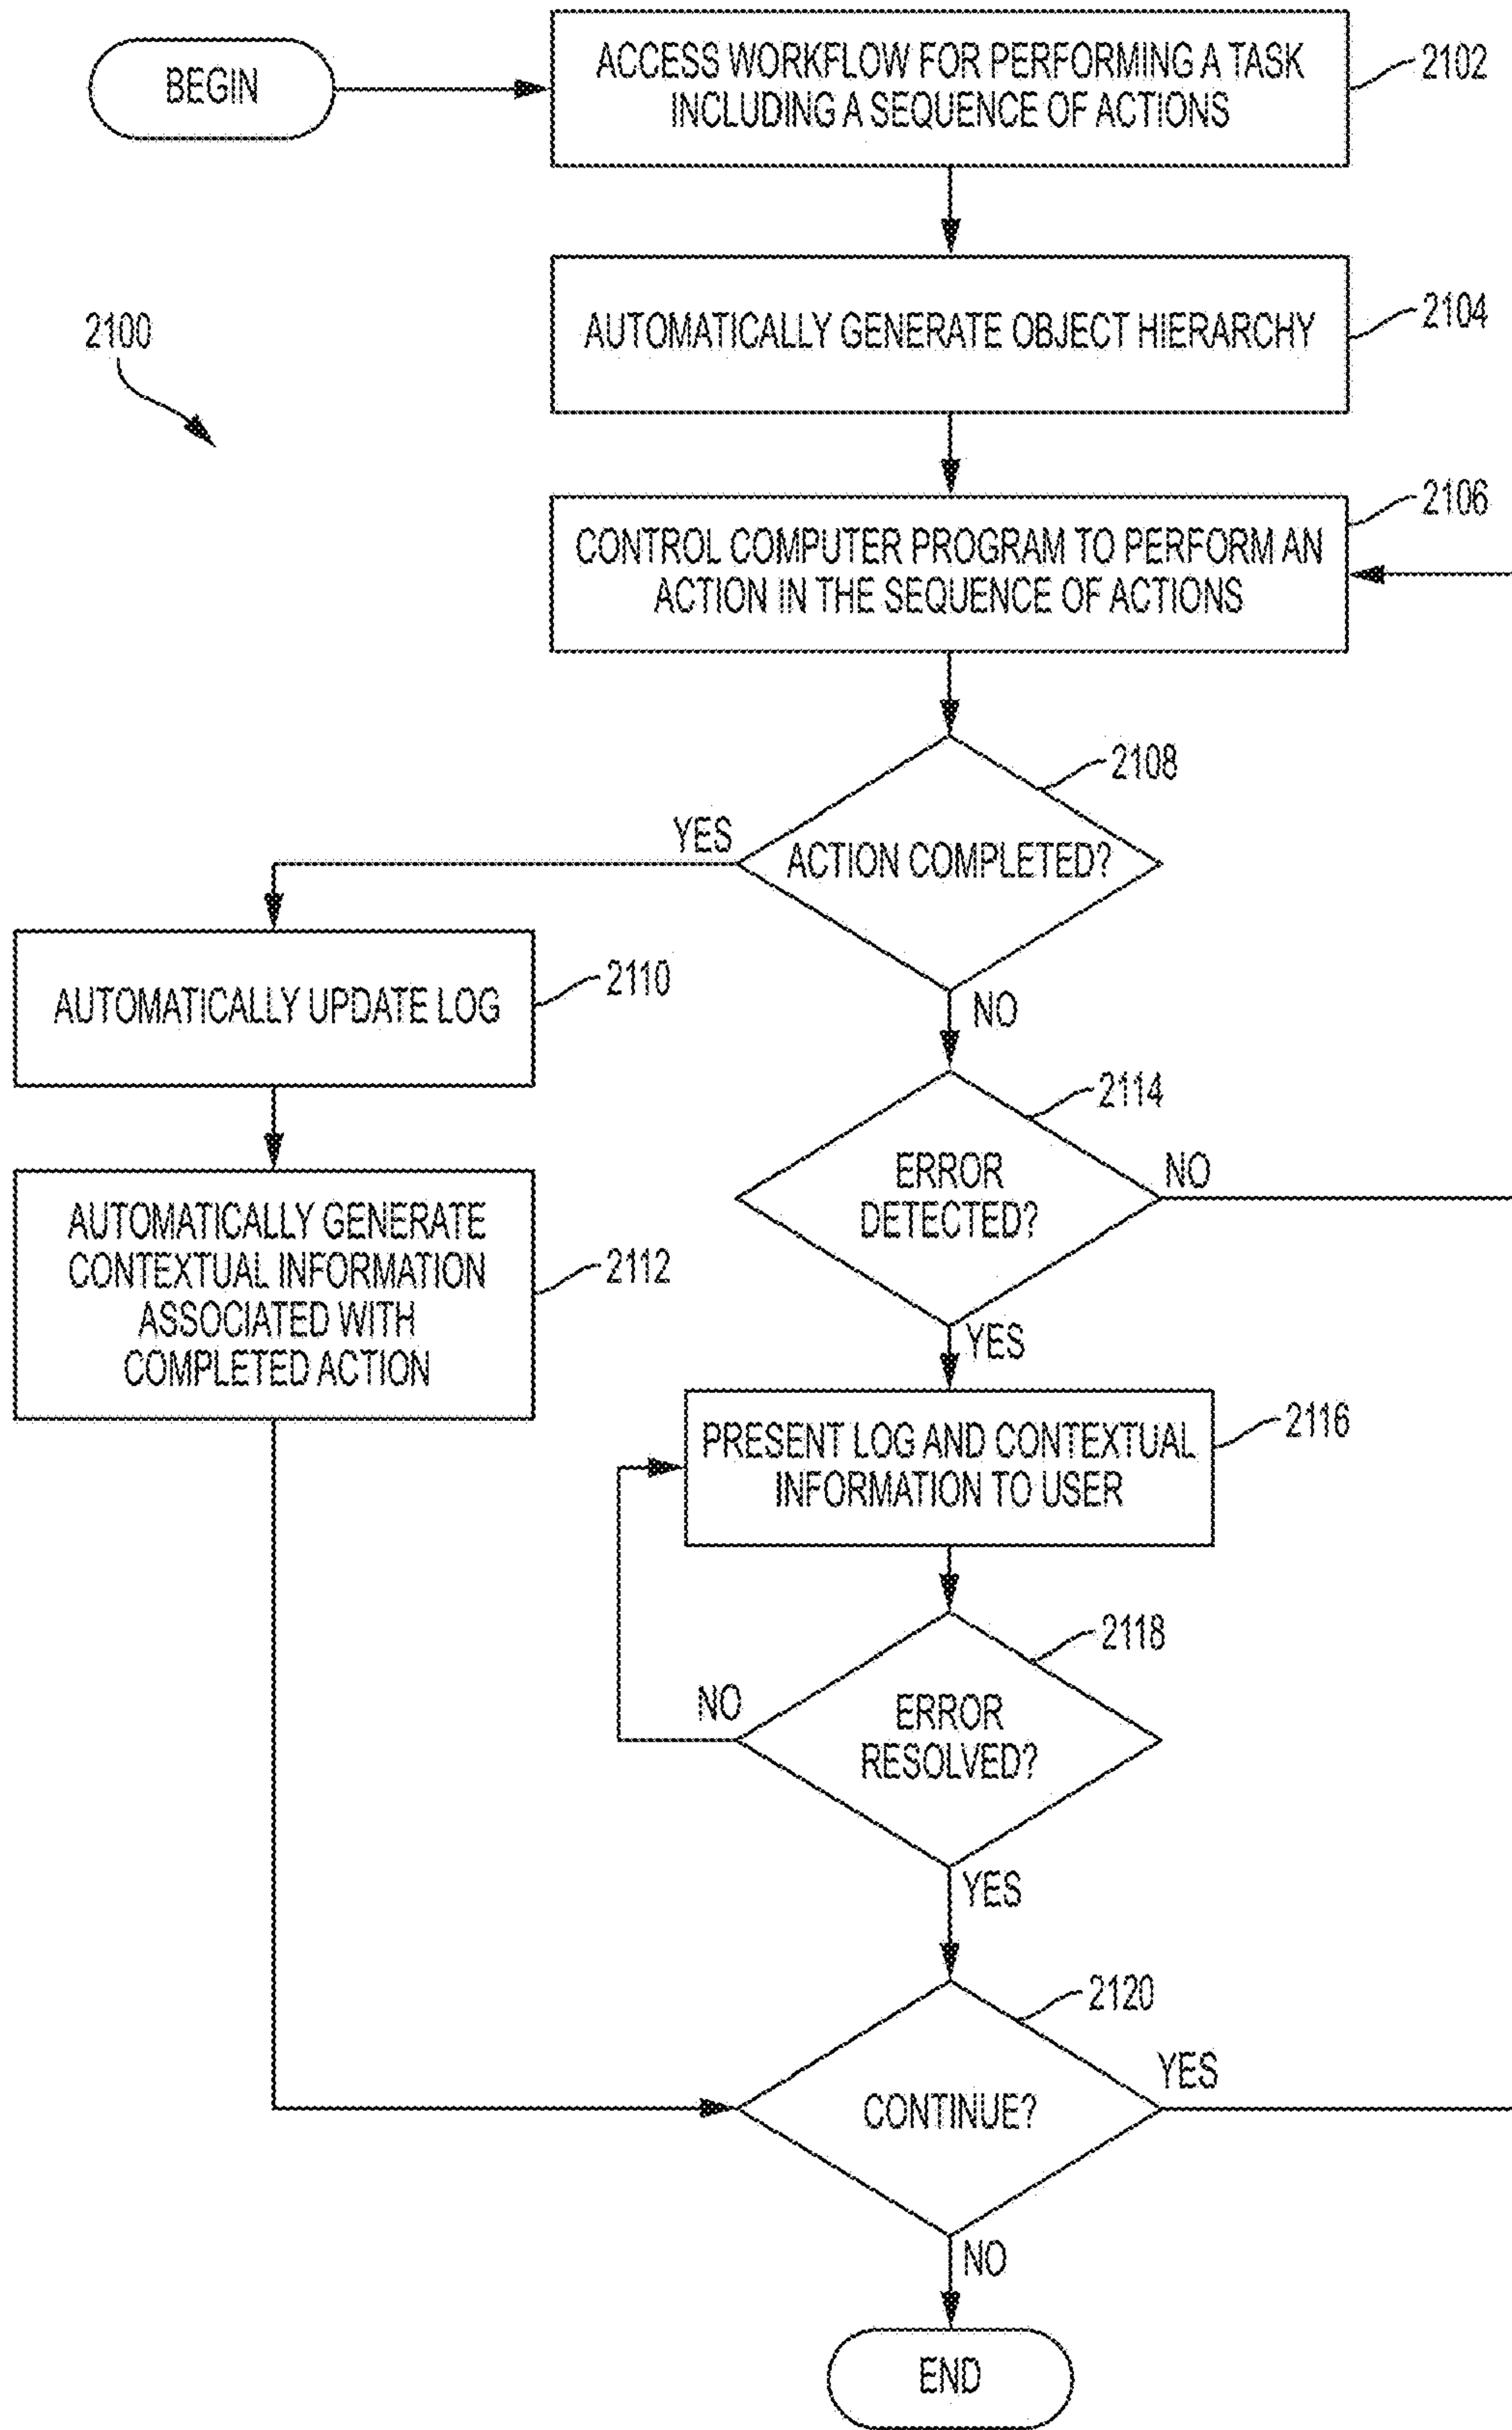 BEGIN
ACCESS WORKFLOW FOR PERFORMING A TASK
INCLUDING A SEQUENCE OF ACTIONS
2102
2100
AUTOMATICALLY GENERATE OBJECT HIERARCHY
2104
CONTROL COMPUTER PROGRAM TO PERFORM AN
ACTION IN THE SEQUENCE OF ACTIONS
2106
ACTION COMPLETED?
2108
YES
NO
AUTOMATICALLY UPDATE LOG
2110
AUTOMATICALLY GENERATE
CONTEXTUAL INFORMATION
ASSOCIATED WITH
COMPLETED ACTION
2112
ERROR
DETECTED?
2114
NO
YES
PRESENT LOG AND CONTEXTUAL
INFORMATION TO USER
2116
ERROR
RESOLVED?
2118
NO
YES
CONTINUE?
2120
YES
NO
END